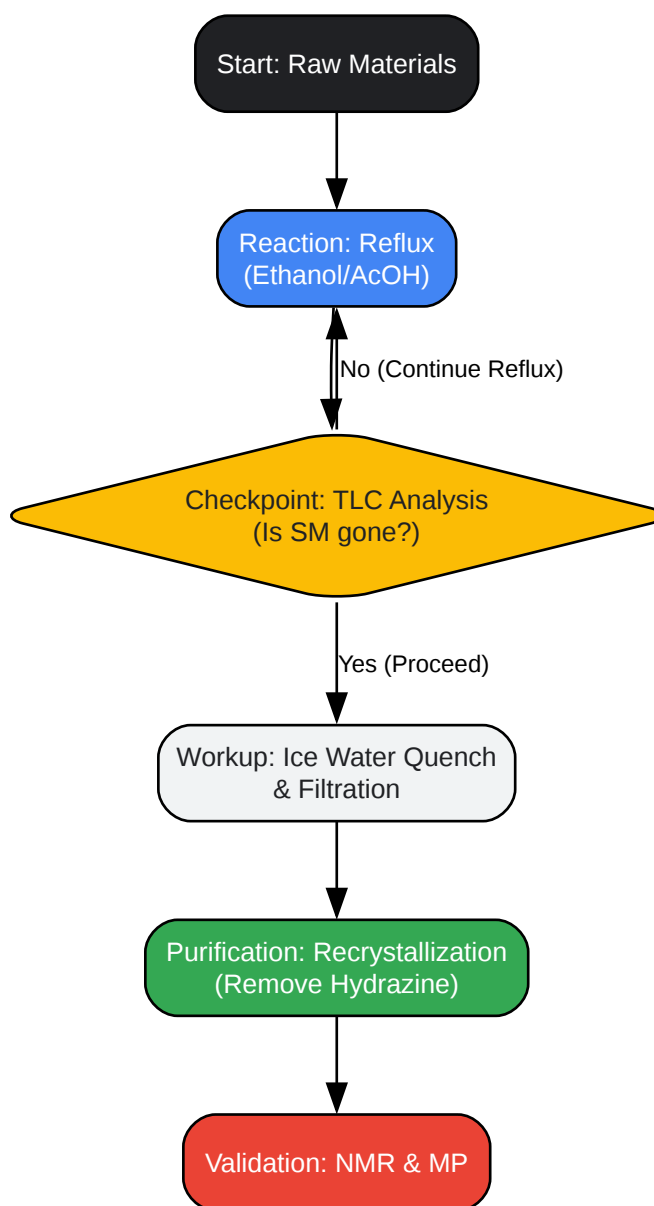 Start: Raw Materials
Reaction: Reflux
(Ethanol/AcOH)
No (Continue Reflux)
Checkpoint: TLC Analysis
(Is SM gone?)
Yes (Proceed)
Workup: Ice Water Quench
& Filtration
Purification: Recrystallization
(Remove Hydrazine)
Validation: NMR & MP